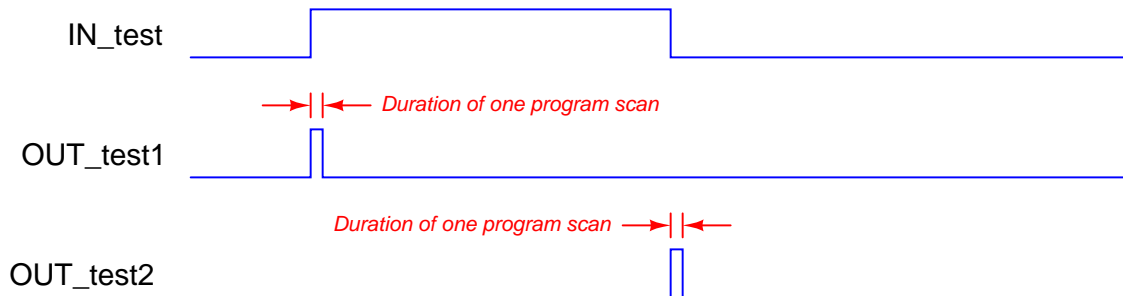 IN_test
Duration of one program scan
OUT_test1
Duration of one program scan
OUT_test2